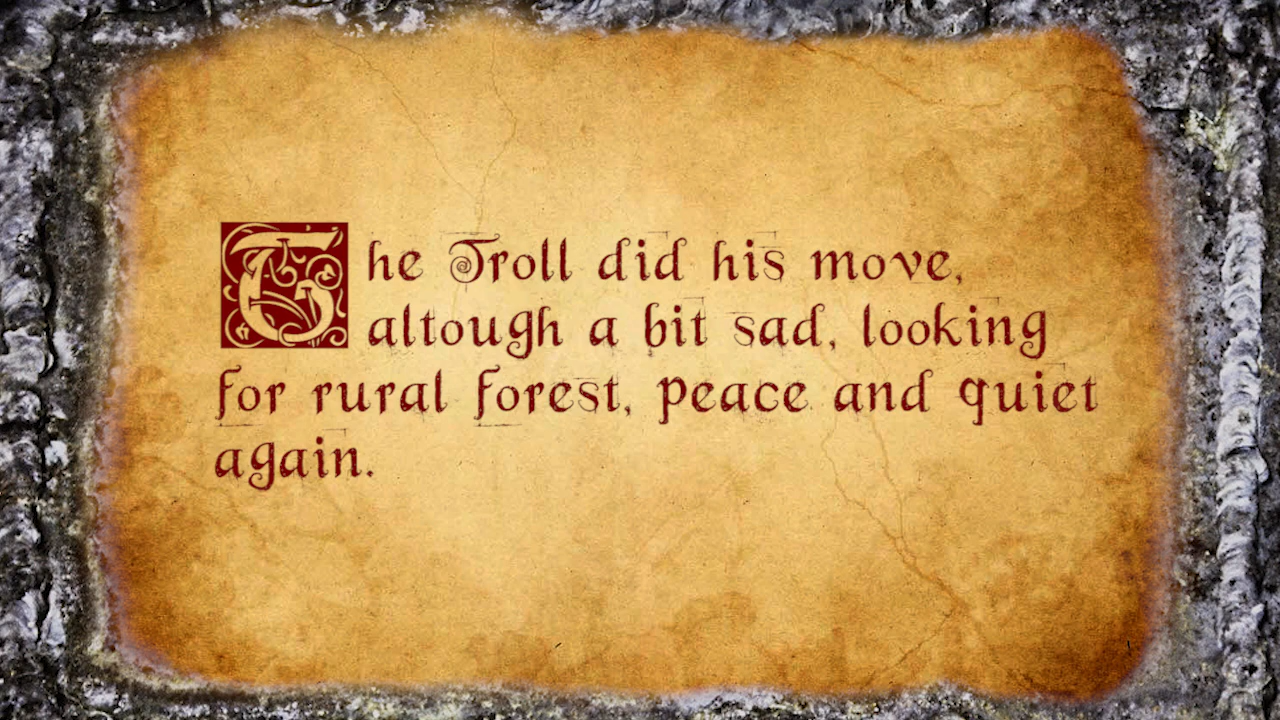 The Troll did his move,
altough a bit sad, looking
for rural forest, peace and quiet
again.